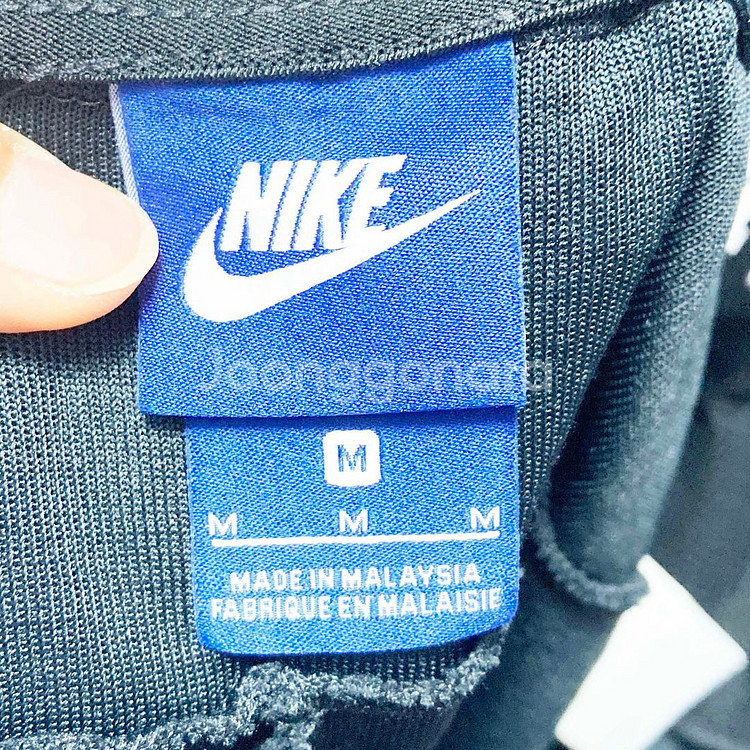 NIKE
Joonggonara
M
M M M
MADE IN MALAYSIA
FABRIQUE EN MALAISIE